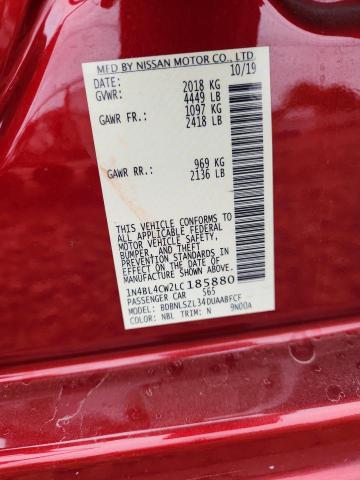 MFD BY NISSAN MOTOR CO., LTD.
DATE: 10/19
GVWR: 2018 KG
4449 LB
GAWR FR.: 1097 KG
2418 LB
GAWR RR.: 969 KG
2136 LB
THIS VEHICLE CONFORMS TO
ALL APPLICABLE FEDERAL
MOTOR VEHICLE SAFETY,
BUMPER, AND THEFT
PREVENTION STANDARDS IN
EFFECT ON THE DATE OF
MANUFACTURE SHOWN ABOVE.
1N4BL4CW2LC185880
PASSENGER CAR 565
MODEL: BDBNLSZL34DUAABFCF
COLOR: NBL TRIM: N 9N00A